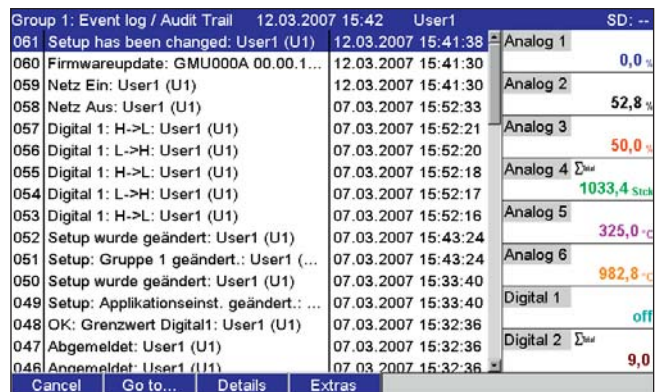 Group 1: Event log / Audit Trail 12.03.2007 15:42 User1 SD: --
061 Setup has been changed: User1 (U1) 12.03.2007 15:41:38
060 Firmwareupdate: GMU000A 00.00.1... 12.03.2007 15:41:30
059 Netz Ein: User1 (U1) 12.03.2007 15:41:30
058 Netz Aus: User1 (U1) 07.03.2007 15:52:33
057 Digital 1: H->L: User1 (U1) 07.03.2007 15:52:21
056 Digital 1: L->H: User1 (U1) 07.03.2007 15:52:20
055 Digital 1: H->L: User1 (U1) 07.03.2007 15:52:18
054 Digital 1: L->H: User1 (U1) 07.03.2007 15:52:17
053 Digital 1: H->L: User1 (U1) 07.03.2007 15:52:16
052 Setup wurde geändert: User1 (U1) 07.03.2007 15:43:24
051 Setup: Gruppe 1 geändert.: User1 (... 07.03.2007 15:43:24
050 Setup wurde geändert: User1 (U1) 07.03.2007 15:33:40
049 Setup: Applikationseinst. geändert.: ... 07.03.2007 15:33:40
048 OK: Grenzwert Digital1: User1 (U1) 07.03.2007 15:32:36
047 Abgemeldet: User1 (U1) 07.03.2007 15:32:36
046 Angemeldet: User1 (U1) 07.03.2007 15:32:36
Analog 1
0,0 %
Analog 2
52,8 %
Analog 3
50,0 %
Analog 4 Σ
1033,4 Stck
Analog 5
325,0 °C
Analog 6
982,8 °C
Digital 1
off
Digital 2 Σ
9,0
Cancel Go to... Details Extras